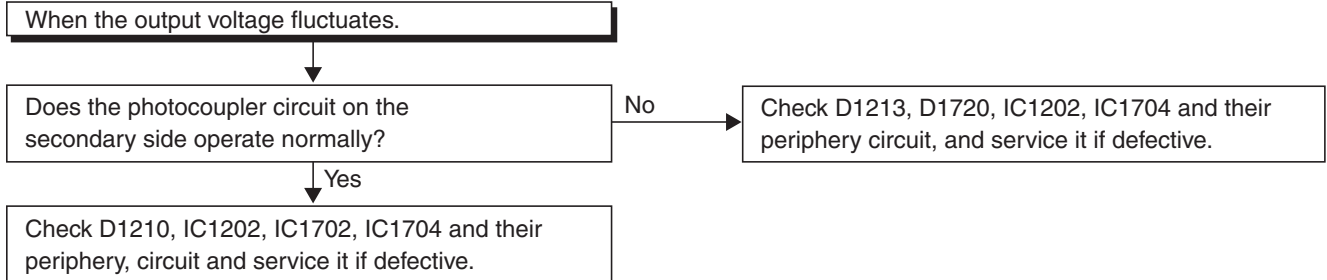 When the output voltage fluctuates.
Does the photocoupler circuit on the
secondary side operate normally?
No
Check D1213, D1720, IC1202, IC1704 and their
periphery circuit, and service it if defective.
Yes
Check D1210, IC1202, IC1702, IC1704 and their
periphery, circuit and service it if defective.